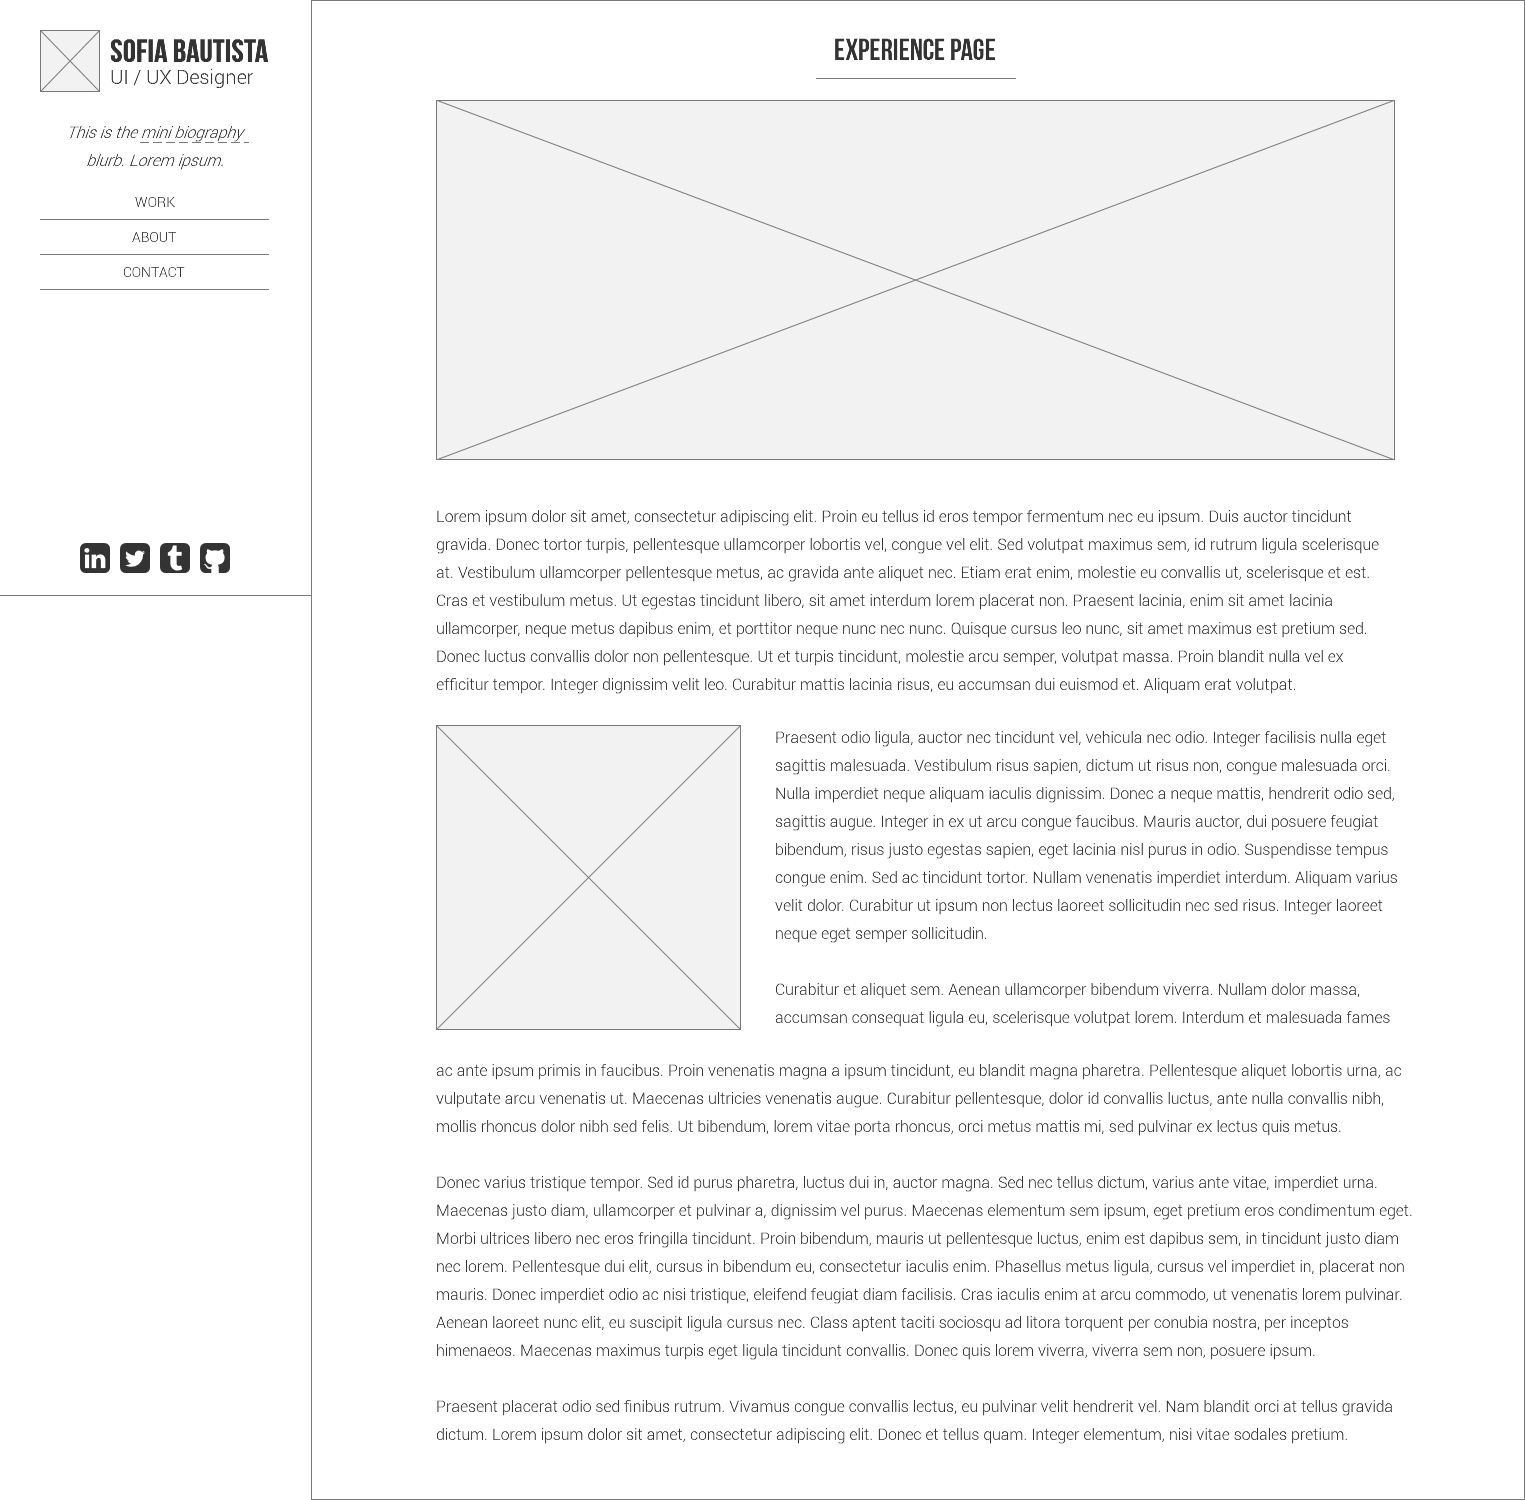 SOFIA BAUTISTA
UI / UX Designer
This is the mini biography
blurb. Lorem ipsum.
WORK
ABOUT
CONTACT
in
t
EXPERIENCE PAGE
Lorem ipsum dolor sit amet, consectetur adipiscing elit. Proin eu tellus id eros tempor fermentum nec eu ipsum. Duis auctor tincidunt
gravida. Donec tortor turpis, pellentesque ullamcorper lobortis vel, congue vel elit. Sed volutpat maximus sem, id rutrum ligula scelerisque
at. Vestibulum ullamcorper pellentesque metus, ac gravida ante aliquet nec. Etiam erat enim, molestie eu convallis ut, scelerisque et est.
Cras et vestibulum metus. Ut egestas tincidunt libero, sit amet interdum lorem placerat non. Praesent lacinia, enim sit amet lacinia
ullamcorper, neque metus dapibus enim, et porttitor neque nunc nec nunc. Quisque cursus leo nunc, sit amet maximus est pretium sed.
Donec luctus convallis dolor non pellentesque. Ut et turpis tincidunt, molestie arcu semper, volutpat massa. Proin blandit nulla vel ex
efficitur tempor. Integer dignissim velit leo. Curabitur mattis lacinia risus, eu accumsan dui euismod et. Aliquam erat volutpat.
Praesent odio ligula, auctor nec tincidunt vel, vehicula nec odio. Integer facilisis nulla eget
sagittis malesuada. Vestibulum risus sapien, dictum ut risus non, congue malesuada orci.
Nulla imperdiet neque aliquam iaculis dignissim. Donec a neque mattis, hendrerit odio sed,
sagittis augue. Integer in ex ut arcu congue faucibus. Mauris auctor, dui posuere feugiat
bibendum, risus justo egestas sapien, eget lacinia nisl purus in odio. Suspendisse tempus
congue enim. Sed ac tincidunt tortor. Nullam venenatis imperdiet interdum. Aliquam varius
velit dolor. Curabitur ut ipsum non lectus laoreet sollicitudin nec sed risus. Integer laoreet
neque eget semper sollicitudin.
Curabitur et aliquet sem. Aenean ullamcorper bibendum viverra. Nullam dolor massa,
accumsan consequat ligula eu, scelerisque volutpat lorem. Interdum et malesuada fames
ac ante ipsum primis in faucibus. Proin venenatis magna a ipsum tincidunt, eu blandit magna pharetra. Pellentesque aliquet lobortis urna, ac
vulputate arcu venenatis ut. Maecenas ultricies venenatis augue. Curabitur pellentesque, dolor id convallis luctus, ante nulla convallis nibh,
mollis rhoncus dolor nibh sed felis. Ut bibendum, lorem vitae porta rhoncus, orci metus mattis mi, sed pulvinar ex lectus quis metus.
Donec varius tristique tempor. Sed id purus pharetra, luctus dui in, auctor magna. Sed nec tellus dictum, varius ante vitae, imperdiet urna.
Maecenas justo diam, ullamcorper et pulvinar a, dignissim vel purus. Maecenas elementum sem ipsum, eget pretium eros condimentum eget.
Morbi ultrices libero nec eros fringilla tincidunt. Proin bibendum, mauris ut pellentesque luctus, enim est dapibus sem, in tincidunt justo diam
nec lorem. Pellentesque dui elit, cursus in bibendum eu, consectetur iaculis enim. Phasellus metus ligula, cursus vel imperdiet in, placerat non
mauris. Donec imperdiet odio ac nisi tristique, eleifend feugiat diam facilisis. Cras iaculis enim at arcu commodo, ut venenatis lorem pulvinar.
Aenean laoreet nunc elit, eu suscipit ligula cursus nec. Class aptent taciti sociosqu ad litora torquent per conubia nostra, per inceptos
himenaeos. Maecenas maximus turpis eget ligula tincidunt convallis. Donec quis lorem viverra, viverra sem non, posuere ipsum.
Praesent placerat odio sed finibus rutrum. Vivamus congue convallis lectus, eu pulvinar velit hendrerit vel. Nam blandit orci at tellus gravida
dictum. Lorem ipsum dolor sit amet, consectetur adipiscing elit. Donec et tellus quam. Integer elementum, nisi vitae sodales pretium.